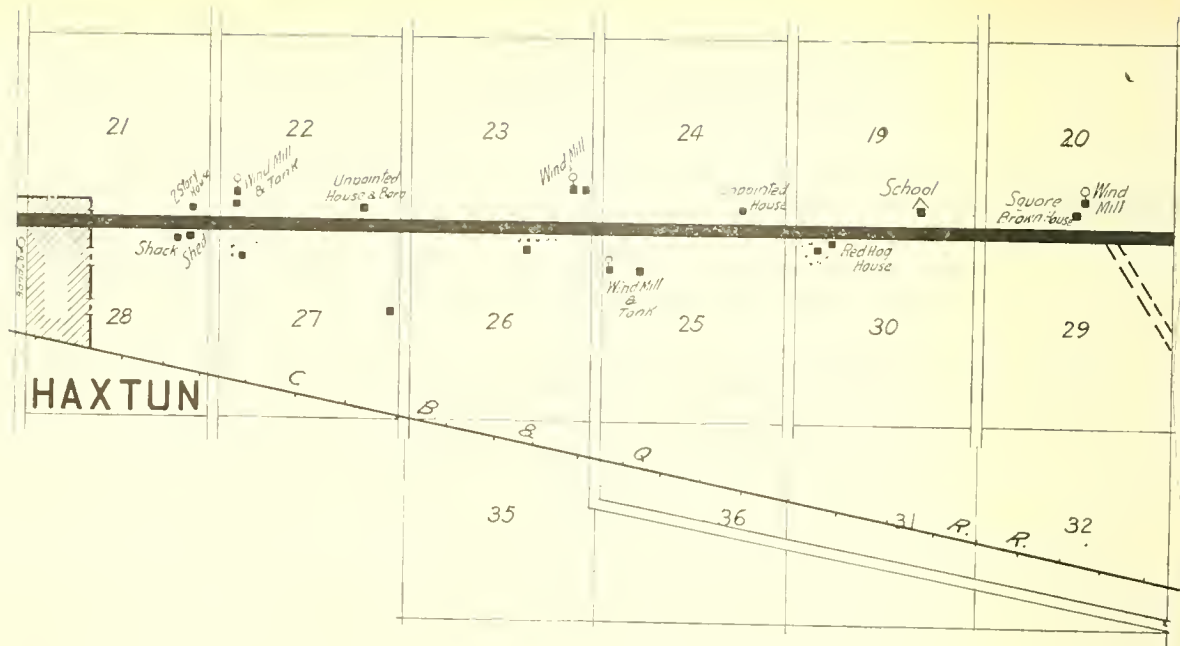 21
22
23
24
19
20
2 Story
House
Wind Mill
& Tank
Unpainted
House & Barn
Wind Mill
Unpainted
House
School
Square
Brown House
Wind
Mill
Shack
Shed
Red Hog
House
Wind Mill
&
Tank
28
27
26
25
30
29
HAXTUN
C B & Q R. R.
35
36
31
32